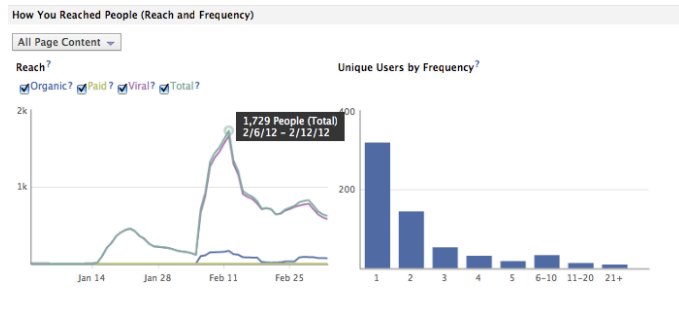 How You Reached People (Reach and Frequency)
All Page Content
Reach?
Unique Users by Frequency?
Organic? Paid? Viral? Total?
2k
1,729 People (Total)
2/6/12 - 2/12/12
400
1k
200
Jan 14 Jan 28 Feb 11 Feb 25
1 2 3 4 5 6-10 11-20 21+